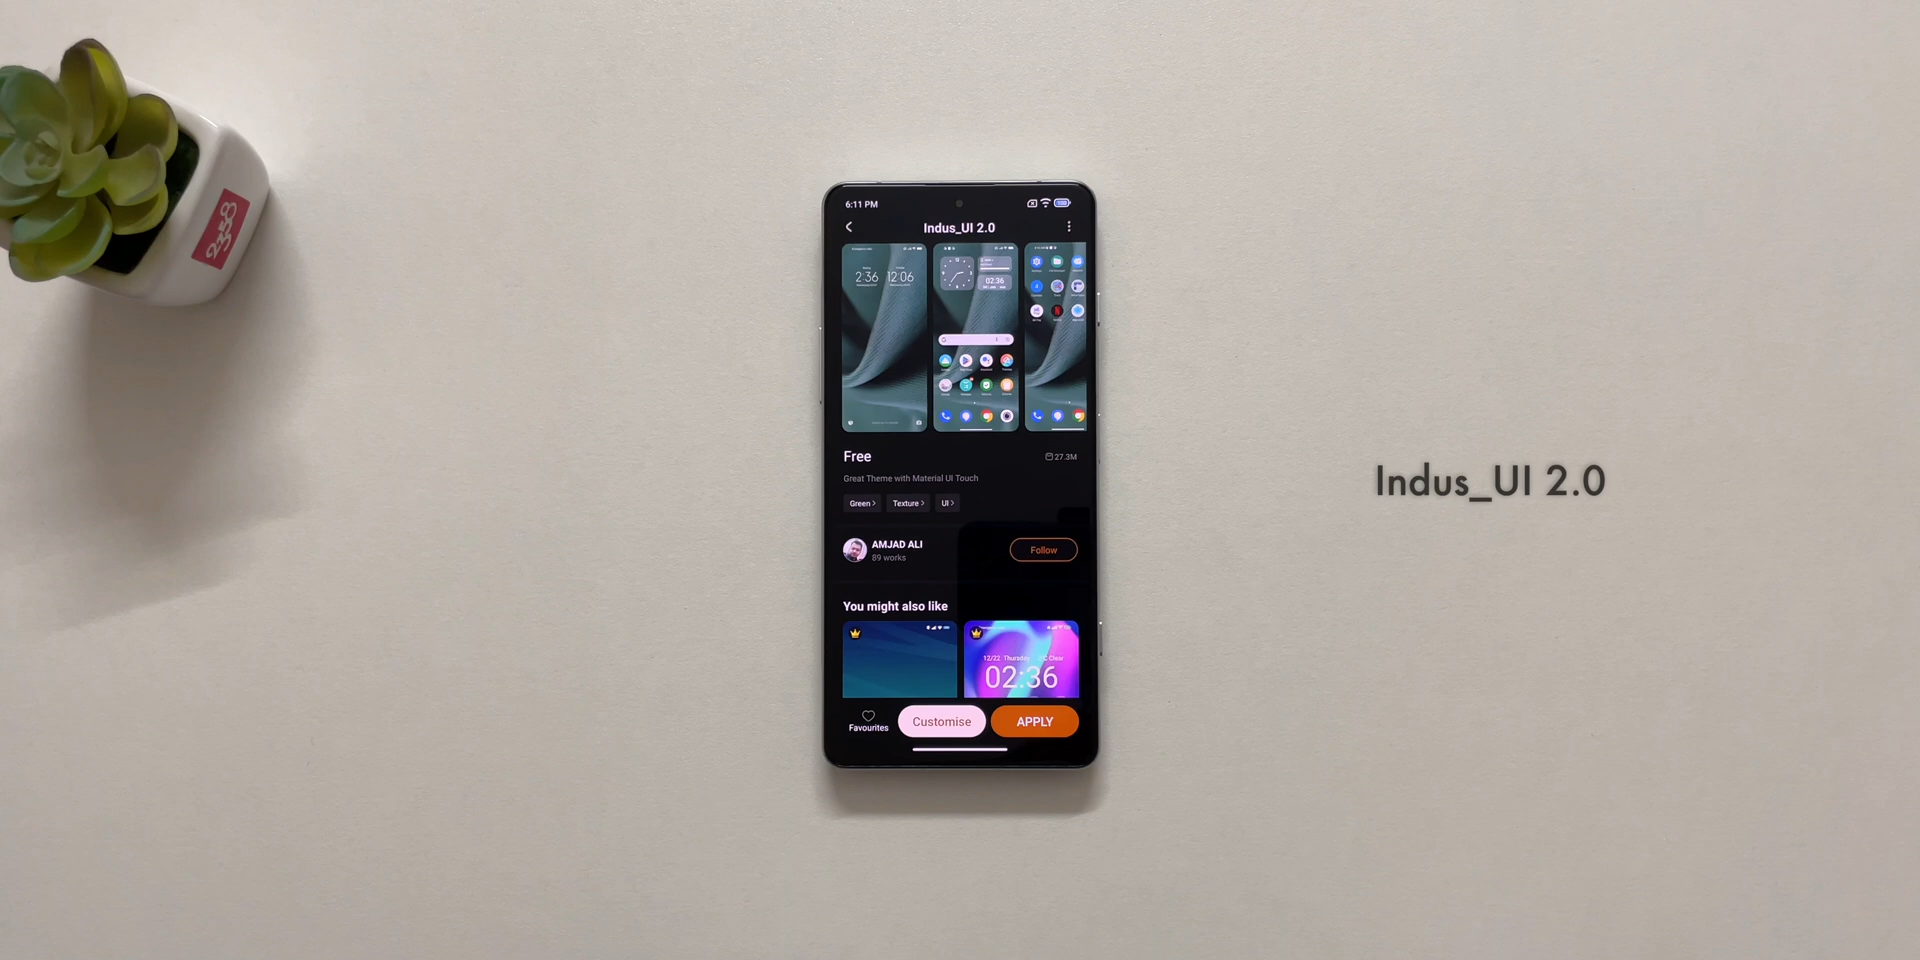 2358
6:11 PM
Indus_UI 2.0
2:36 12:06
02:36
Free
27.3M
Great Theme with Material UI Touch
Green >
Texture >
UI >
AMJAD ALI
89 works
Follow
You might also like
12/22 Thursday
°C Clear
02:36
Favourites
Customise
APPLY
Indus_UI 2.0